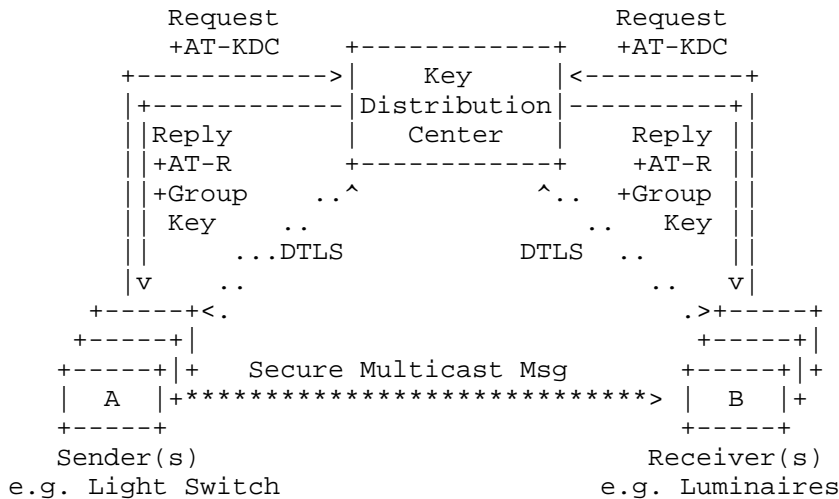 Request                       Request
+AT-KDC    +------------+    +AT-KDC
+------------>|    Key     |<----------+
|+------------|Distribution|----------+|
||Reply       |   Center   |    Reply ||
||+AT-R       +------------+    +AT-R ||
||+Group    ..^            ^..  +Group||
|| Key    ..                 ..   Key ||
||     ...DTLS           DTLS  ..     ||
|v    ..                         ..   v|
+-----+<.                           .>+-----+
+-----+|                              +-----+|
+-----+|+   Secure Multicast Msg      +-----+|+
|  A  |+*****************************> |  B  |+
+-----+                               +-----+
Sender(s)                          Receiver(s)
e.g. Light Switch                  e.g. Luminaires